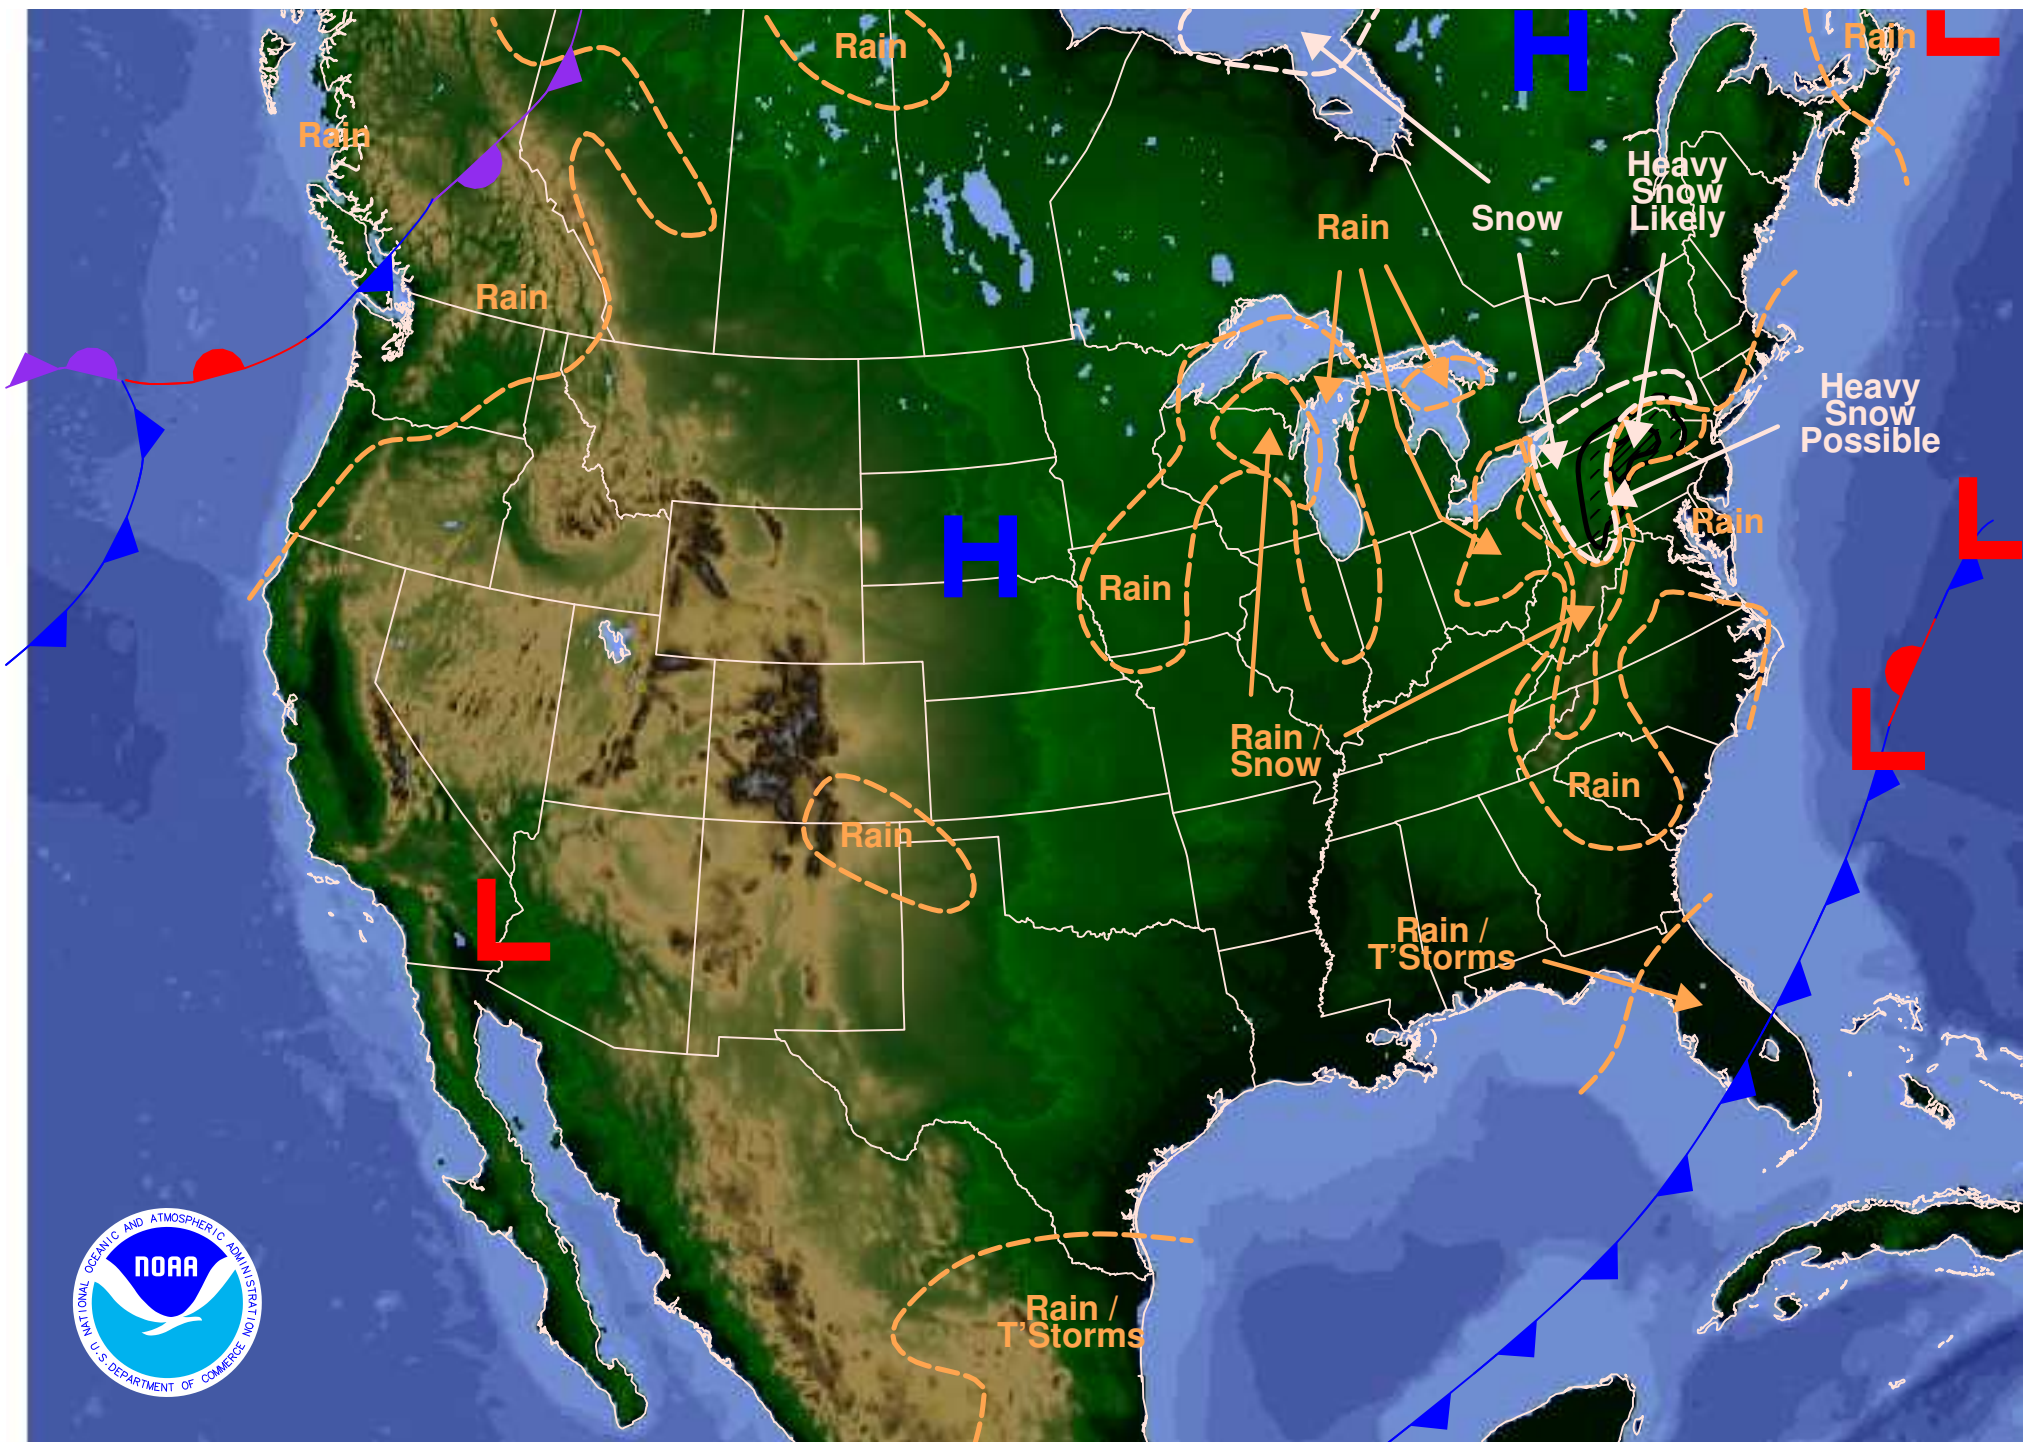 Rain
Rain
H
L
Rain
Heavy
Snow
Likely
Rain
Snow
Rain
Heavy
Snow
Possible
L
Rain
H
Rain
L
Rain /
Snow
Rain
Rain
L
Rain /
T'Storms
Rain /
T'Storms
NOAA
NATIONAL OCEANIC AND ATMOSPHERIC ADMINISTRATION
U.S. DEPARTMENT OF COMMERCE